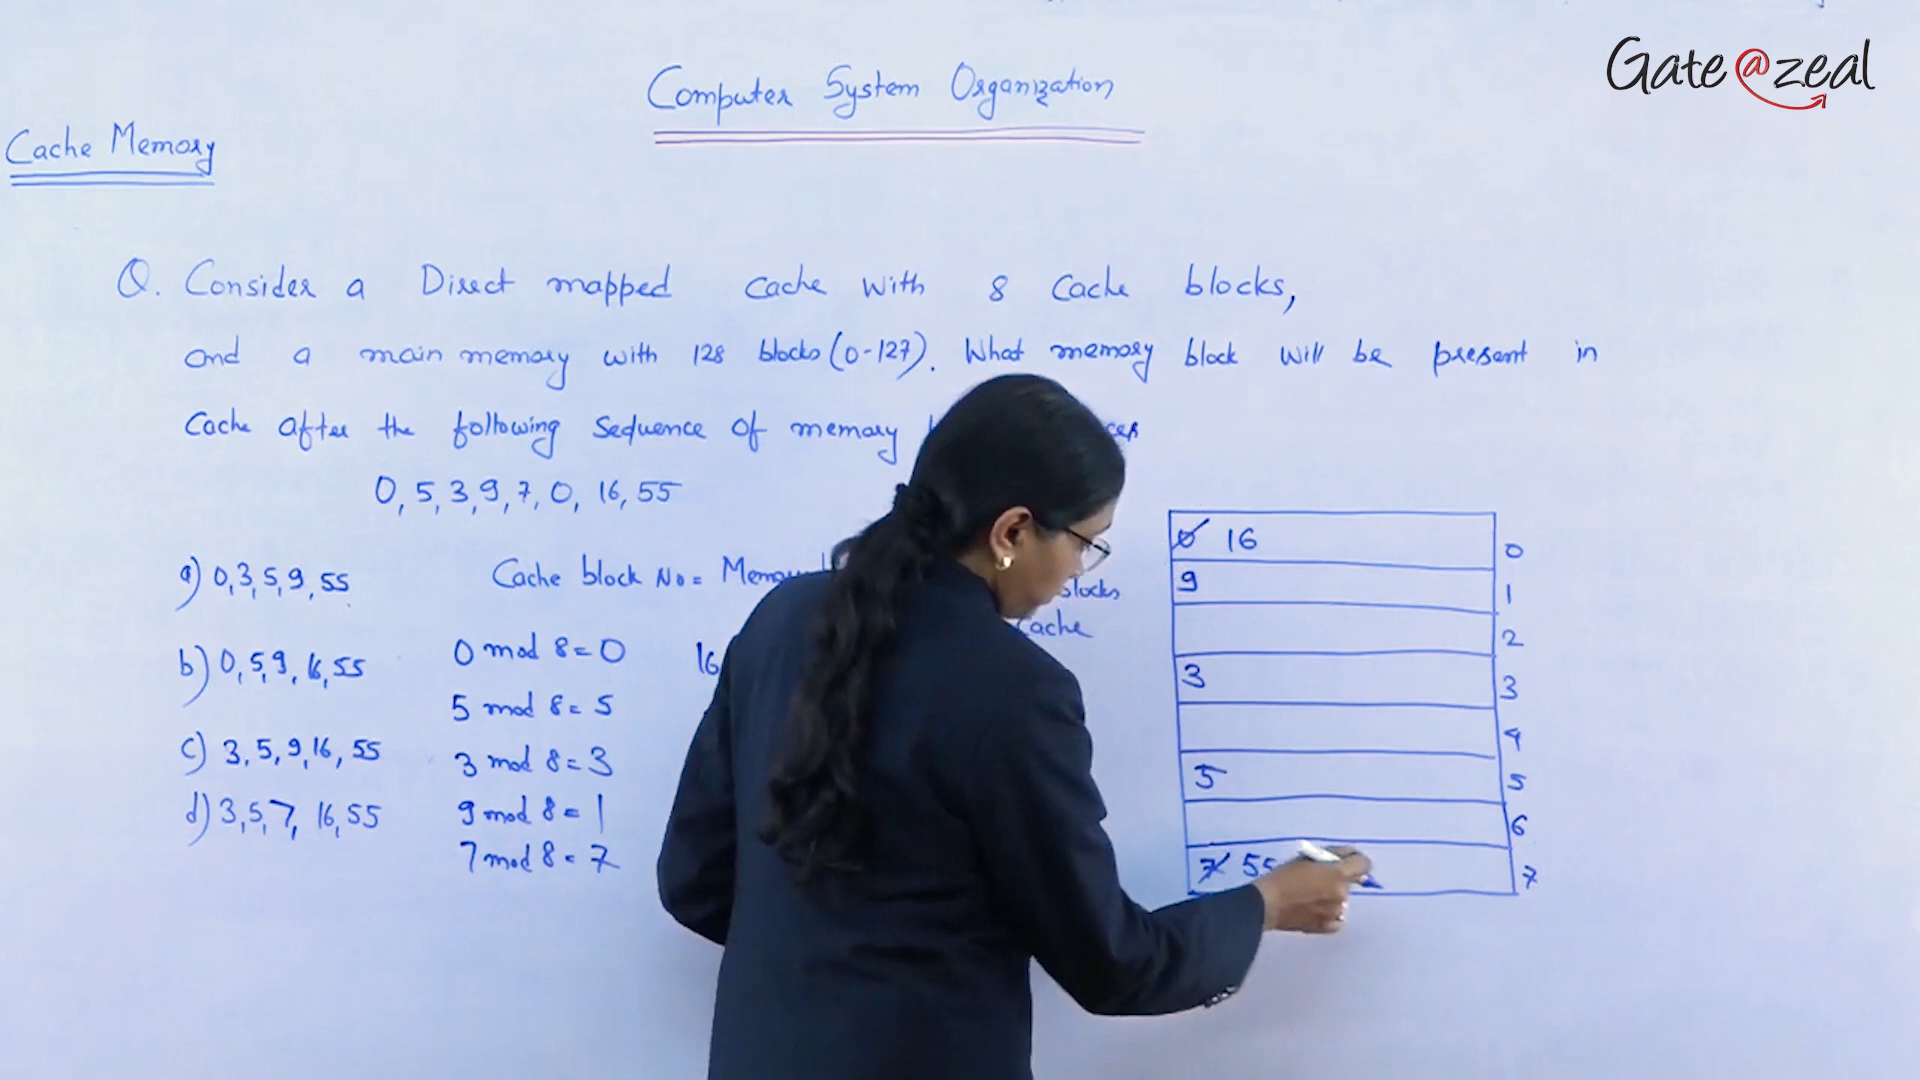 Gate@zeal
Computer System Organization
Cache Memory
Q. Consider a Direct mapped cache with 8 cache blocks,
and a main memory with 128 blocks (0-127). What memory block will be present in
Cache after the following sequence of memory
0, 5, 3, 9, 7, 0, 16, 55
a) 0, 3, 5, 9, 55
b) 0, 5, 9, 16, 55
c) 3, 5, 9, 16, 55
d) 3, 5, 7, 16, 55
Cache block No =
Cache
0 mod 8 = 0
16
5 mod 8 = 5
3 mod 8 = 3
9 mod 8 = 1
7 mod 8 = 7
0 16 0
9 1
2
3 3
4
5 5
6
7 55 7